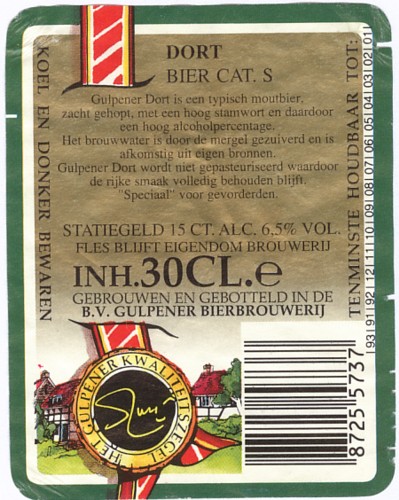 DORT
BIER CAT. S
Gulpener Dort is een typisch moutbier,
zacht gehopt, met een hoog stamwort en daardoor
een hoog alcoholpercentage.
Het brouwwater is door de mergel gezuiverd en is
afkomstig uit eigen bronnen.
Gulpener Dort wordt niet gepasteuriseerd waardoor
de rijke smaak volledig behouden blijft.
"Speciaal" voor gevorderden.
STATIEGELD 15 CT. ALC. 6,5% VOL.
FLES BLIJFT EIGENDOM BROUWERIJ
INH.30CL.e
GEBROUWEN EN GEBOTTELD IN DE
B.V. GULPENER BIERBROUWERIJ
KOEL EN DONKER BEWAREN
TENMINSTE HOUDBAAR TOT:
93|91|92|12|11|10|09|08|07|06|05|04|03|02|01
HET GULPENER KWALITEITSZEGEL
8725 5737